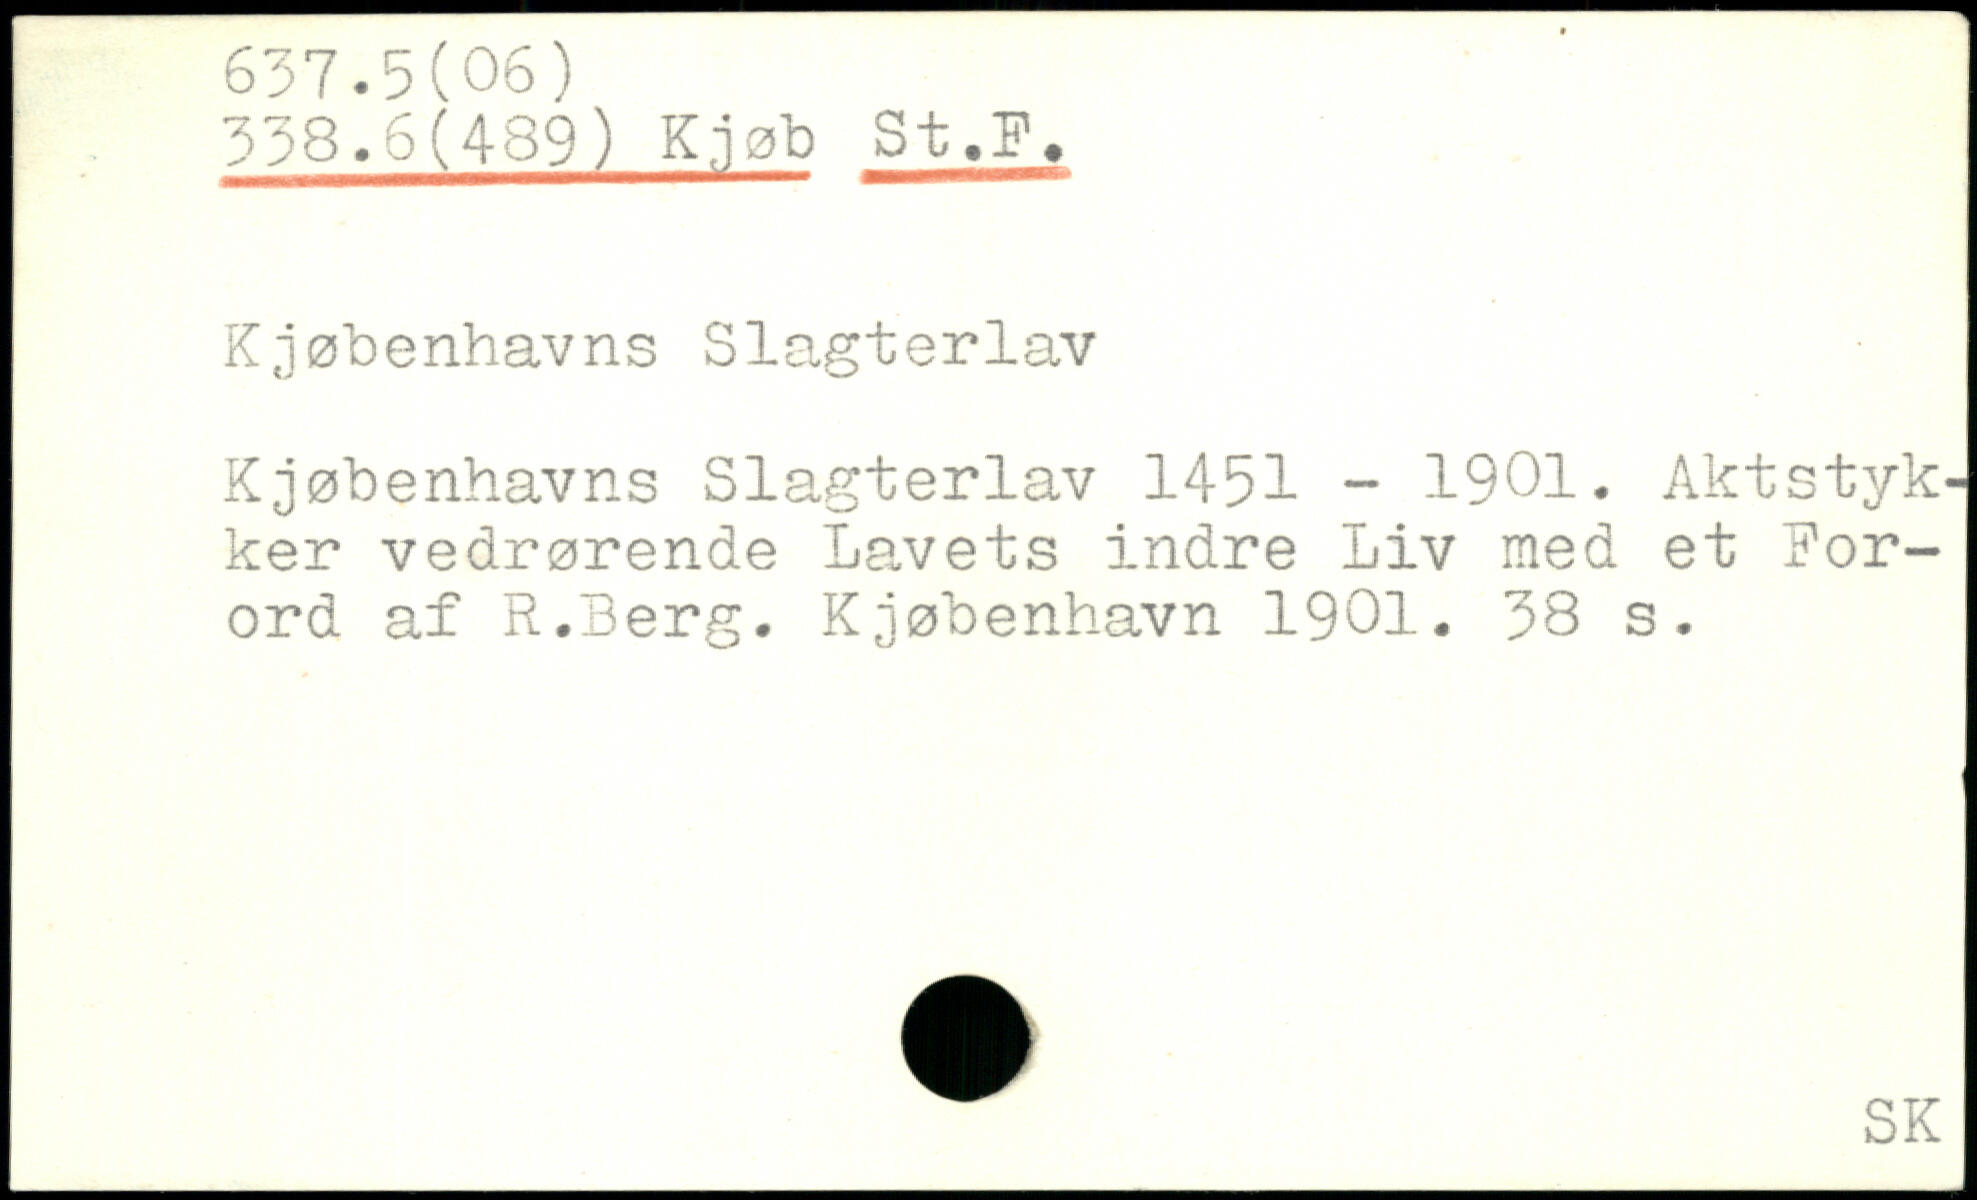 637.5(06)
338.6(489) Kjøb St.F.
Kjøbenhavns Slagterlav
Kjøbenhavns Slagterlav 1451 - 1901. Aktstyk-
ker vedrørende Lavets indre Liv med et For-
ord af R.Berg. Kjøbenhavn 1901. 38 s.
SK